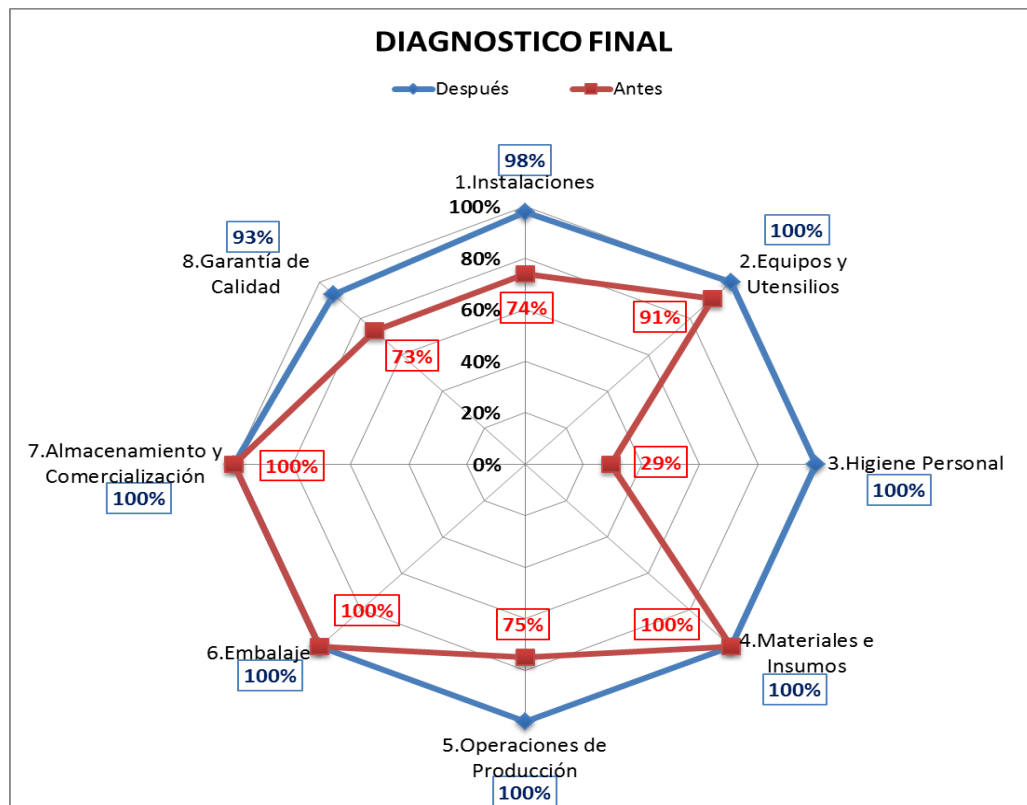 DIAGNOSTICO FINAL
Después
Antes
98%
1.Instalaciones
100%
80%
60%
40%
20%
0%
100%
2.Equipos y
Utensilios
91%
74%
29%
3.Higiene Personal
100%
100%
4.Materiales e
Insumos
100%
75%
5.Operaciones de
Producción
100%
100%
6.Embalaje
100%
100%
7.Almacenamiento y
Comercialización
100%
93%
8.Garantía de
Calidad
73%